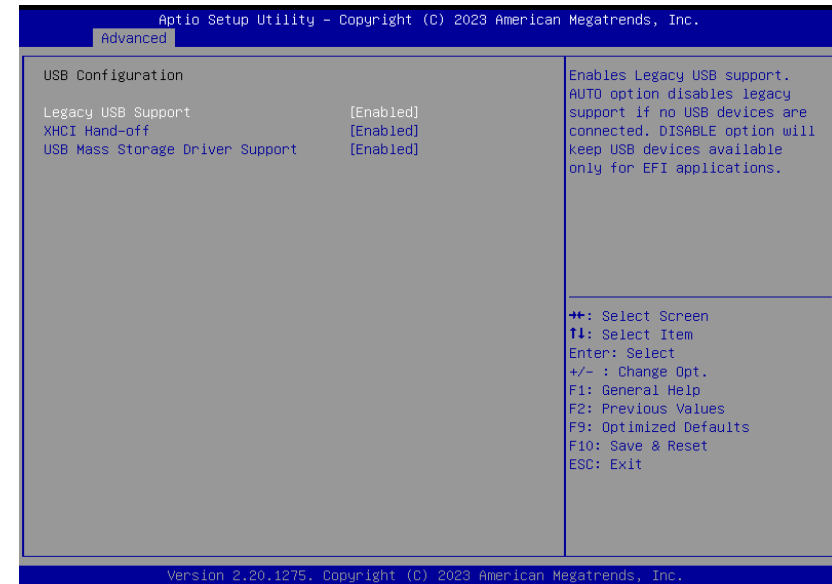 Aptio Setup Utility – Copyright (C) 2023 American Megatrends, Inc.
Advanced
USB Configuration
Legacy USB Support [Enabled]
XHCI Hand-off [Enabled]
USB Mass Storage Driver Support [Enabled]
Enables Legacy USB support.
AUTO option disables legacy
support if no USB devices are
connected. DISABLE option will
keep USB devices available
only for EFI applications.
→←: Select Screen
↑↓: Select Item
Enter: Select
+/- : Change Opt.
F1: General Help
F2: Previous Values
F9: Optimized Defaults
F10: Save & Reset
ESC: Exit
Version 2.20.1275. Copyright (C) 2023 American Megatrends, Inc.